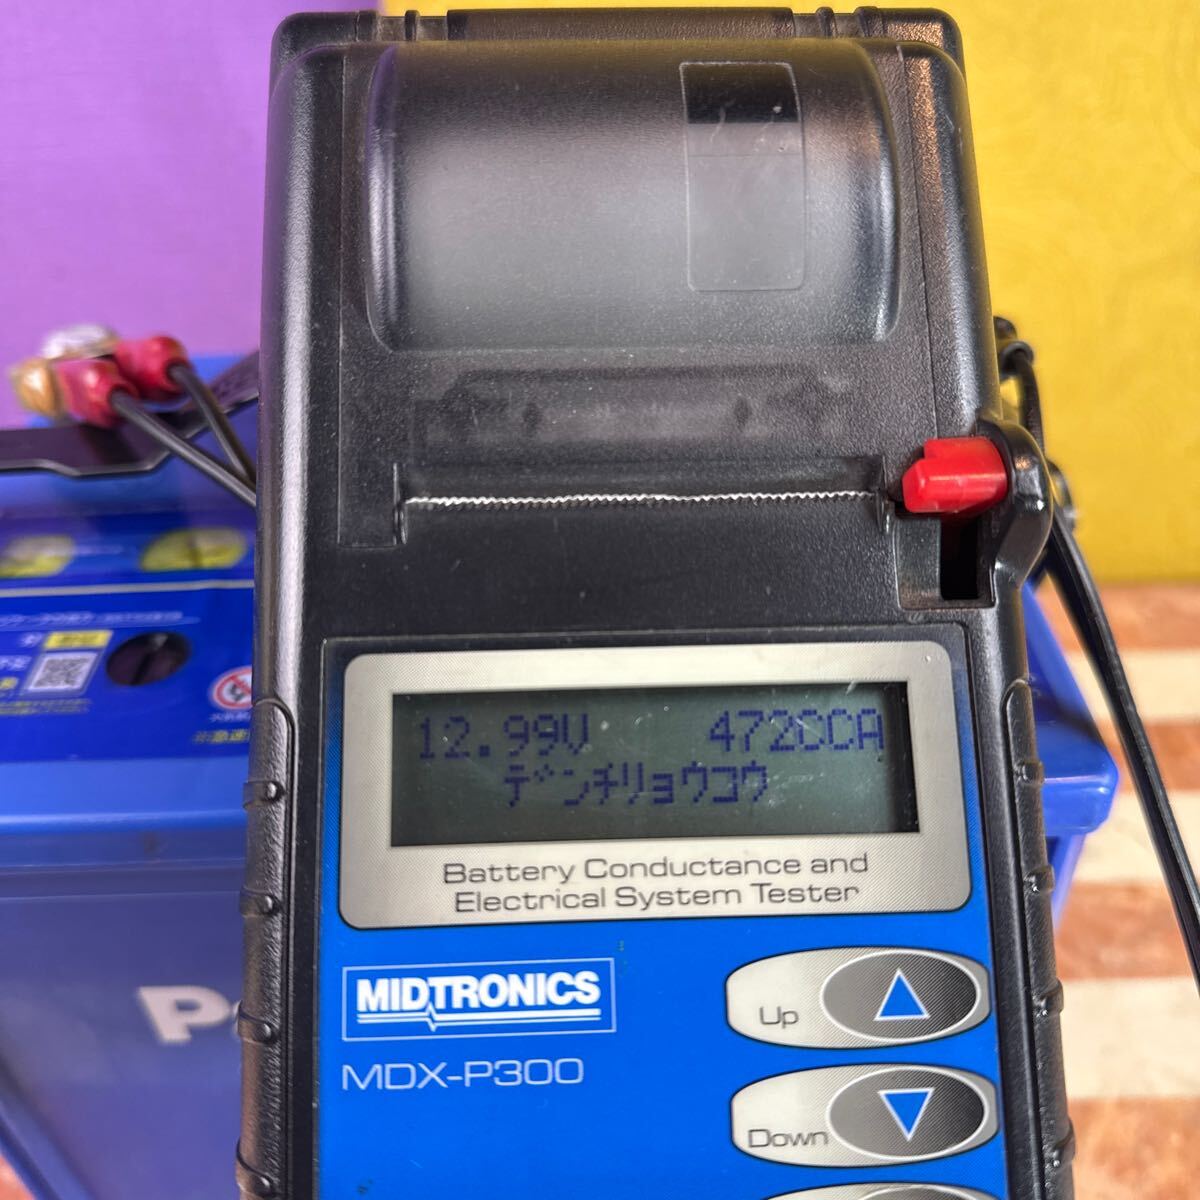 12.99V 472CCA
デンチリョウコウ
Battery Conductance and
Electrical System Tester
MIDTRONICS
MDX-P300
Up
Down